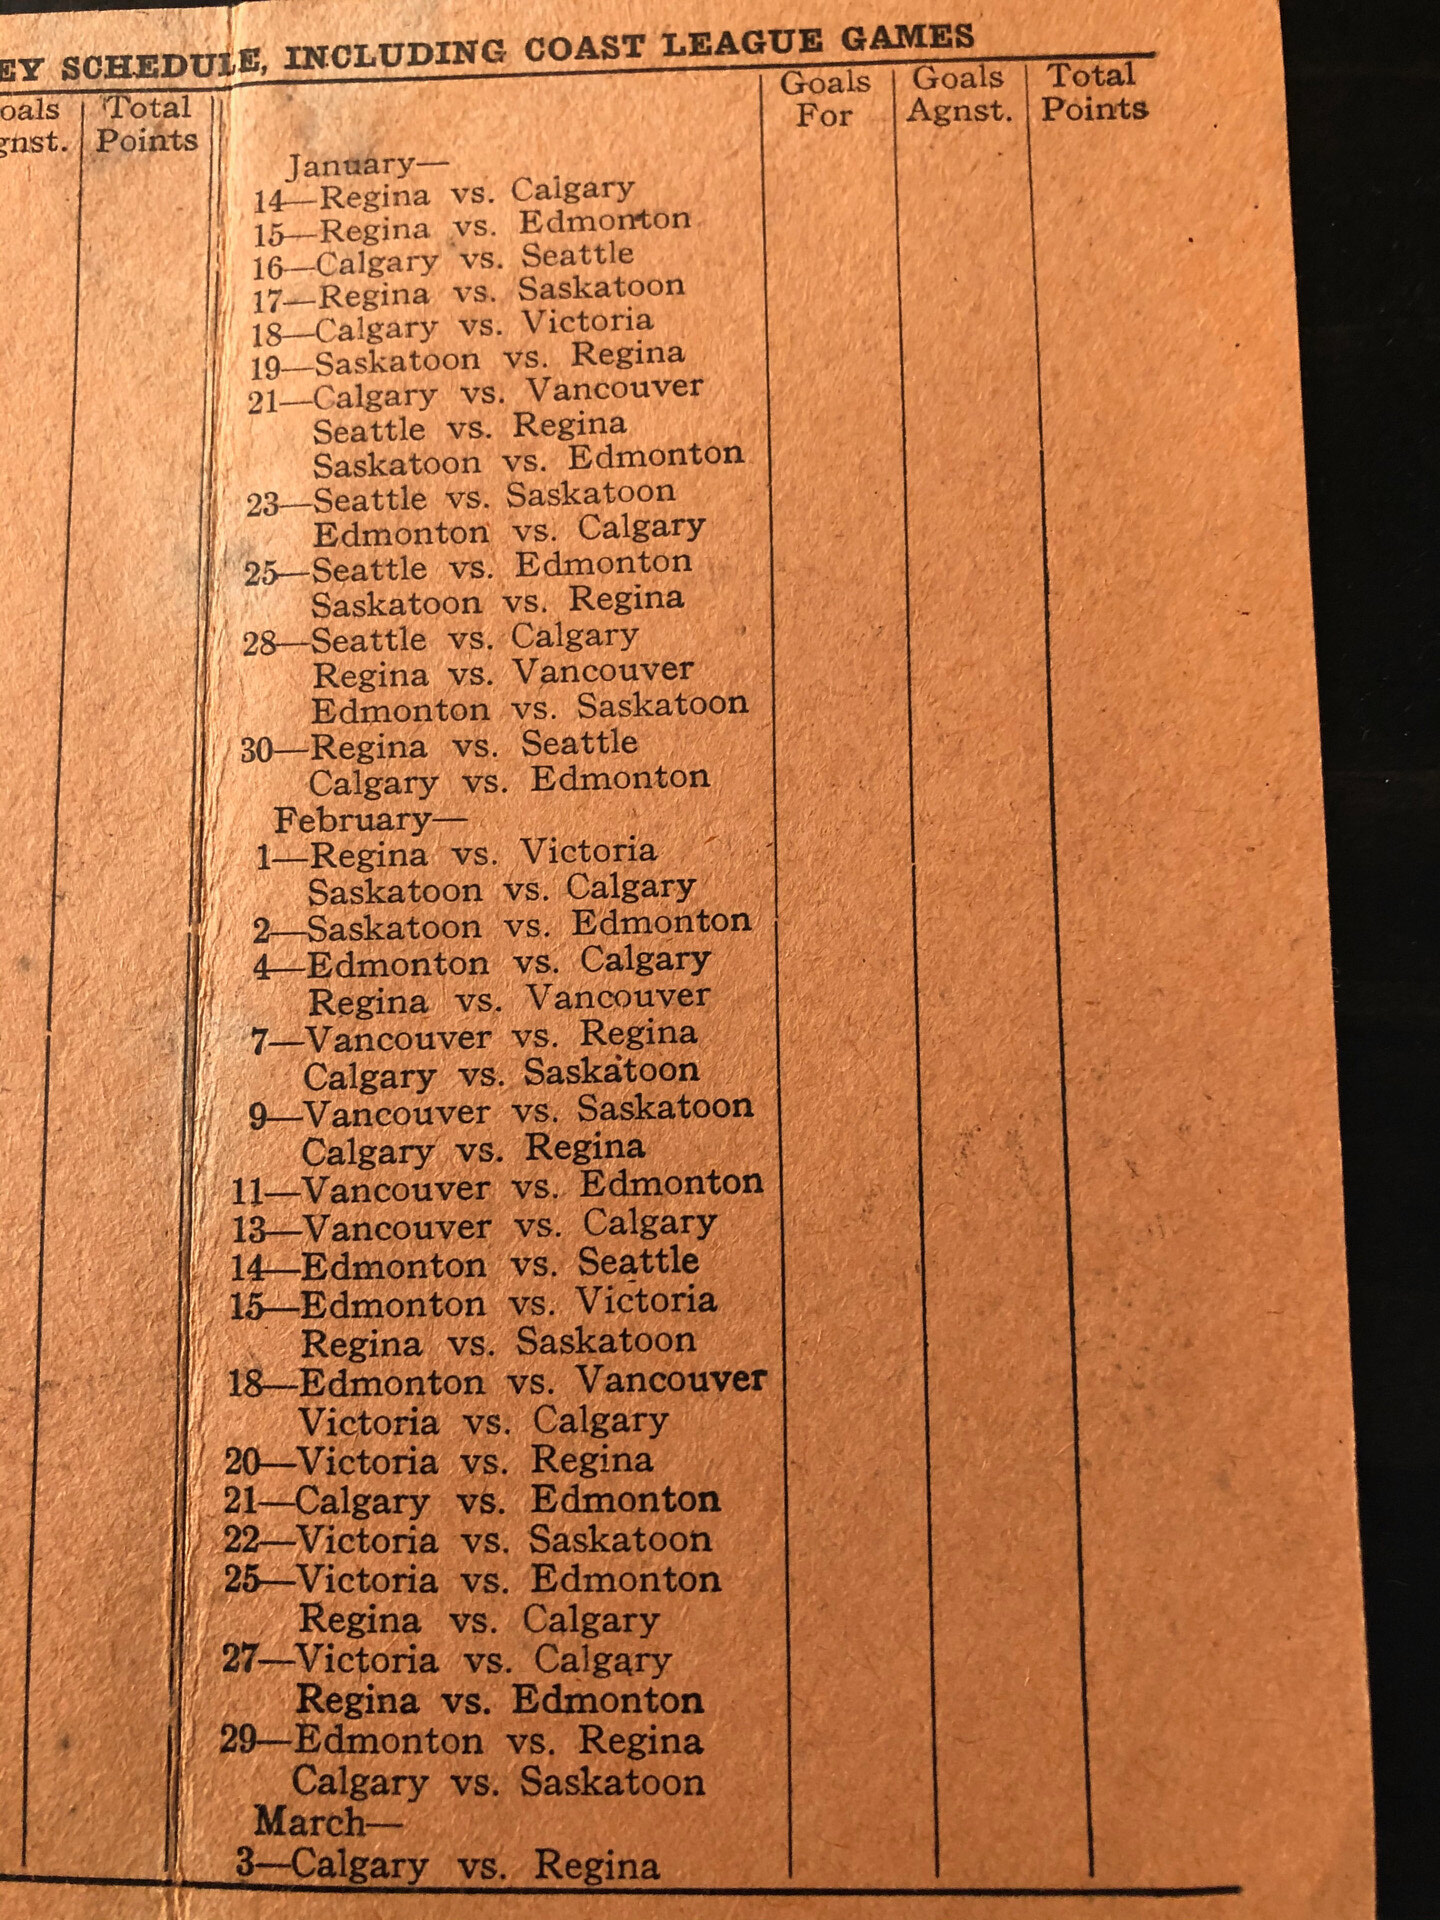 EY SCHEDULE, INCLUDING COAST LEAGUE GAMES
oals Total
gnst. Points
Goals Goals Total
For Agnst. Points
January—
14—Regina vs. Calgary
15—Regina vs. Edmonton
16—Calgary vs. Seattle
17—Regina vs. Saskatoon
18—Calgary vs. Victoria
19—Saskatoon vs. Regina
21—Calgary vs. Vancouver
Seattle vs. Regina
Saskatoon vs. Edmonton
23—Seattle vs. Saskatoon
Edmonton vs. Calgary
25—Seattle vs. Edmonton
Saskatoon vs. Regina
28—Seattle vs. Calgary
Regina vs. Vancouver
Edmonton vs. Saskatoon
30—Regina vs. Seattle
Calgary vs. Edmonton
February—
1—Regina vs. Victoria
Saskatoon vs. Calgary
2—Saskatoon vs. Edmonton
4—Edmonton vs. Calgary
Regina vs. Vancouver
7—Vancouver vs. Regina
Calgary vs. Saskatoon
9—Vancouver vs. Saskatoon
Calgary vs. Regina
11—Vancouver vs. Edmonton
13—Vancouver vs. Calgary
14—Edmonton vs. Seattle
15—Edmonton vs. Victoria
Regina vs. Saskatoon
18—Edmonton vs. Vancouver
Victoria vs. Calgary
20—Victoria vs. Regina
21—Calgary vs. Edmonton
22—Victoria vs. Saskatoon
25—Victoria vs. Edmonton
Regina vs. Calgary
27—Victoria vs. Calgary
Regina vs. Edmonton
29—Edmonton vs. Regina
Calgary vs. Saskatoon
March—
3—Calgary vs. Regina